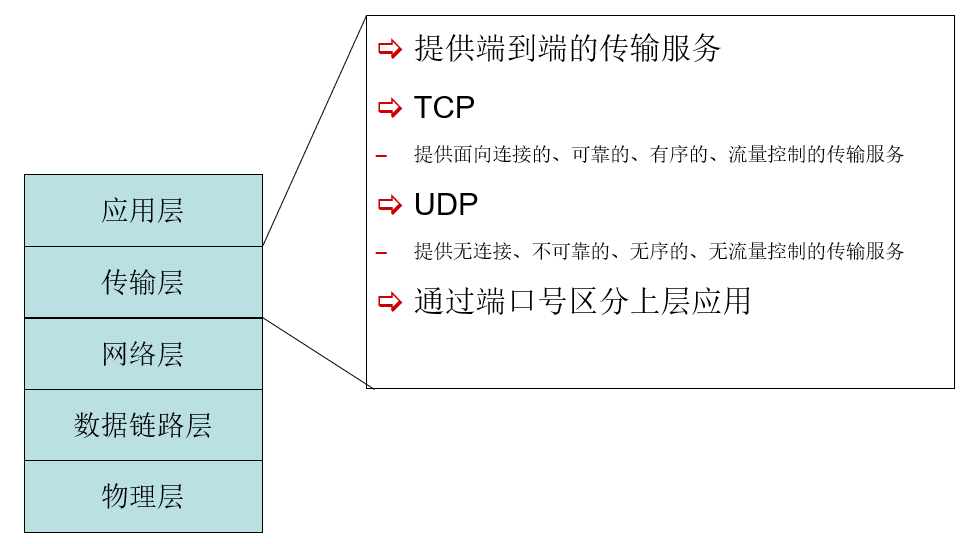 应用层
传输层
网络层
数据链路层
物理层
提供端到端的传输服务
TCP
提供面向连接的、可靠的、有序的、流量控制的传输服务
UDP
提供无连接、不可靠的、无序的、无流量控制的传输服务
通过端口号区分上层应用